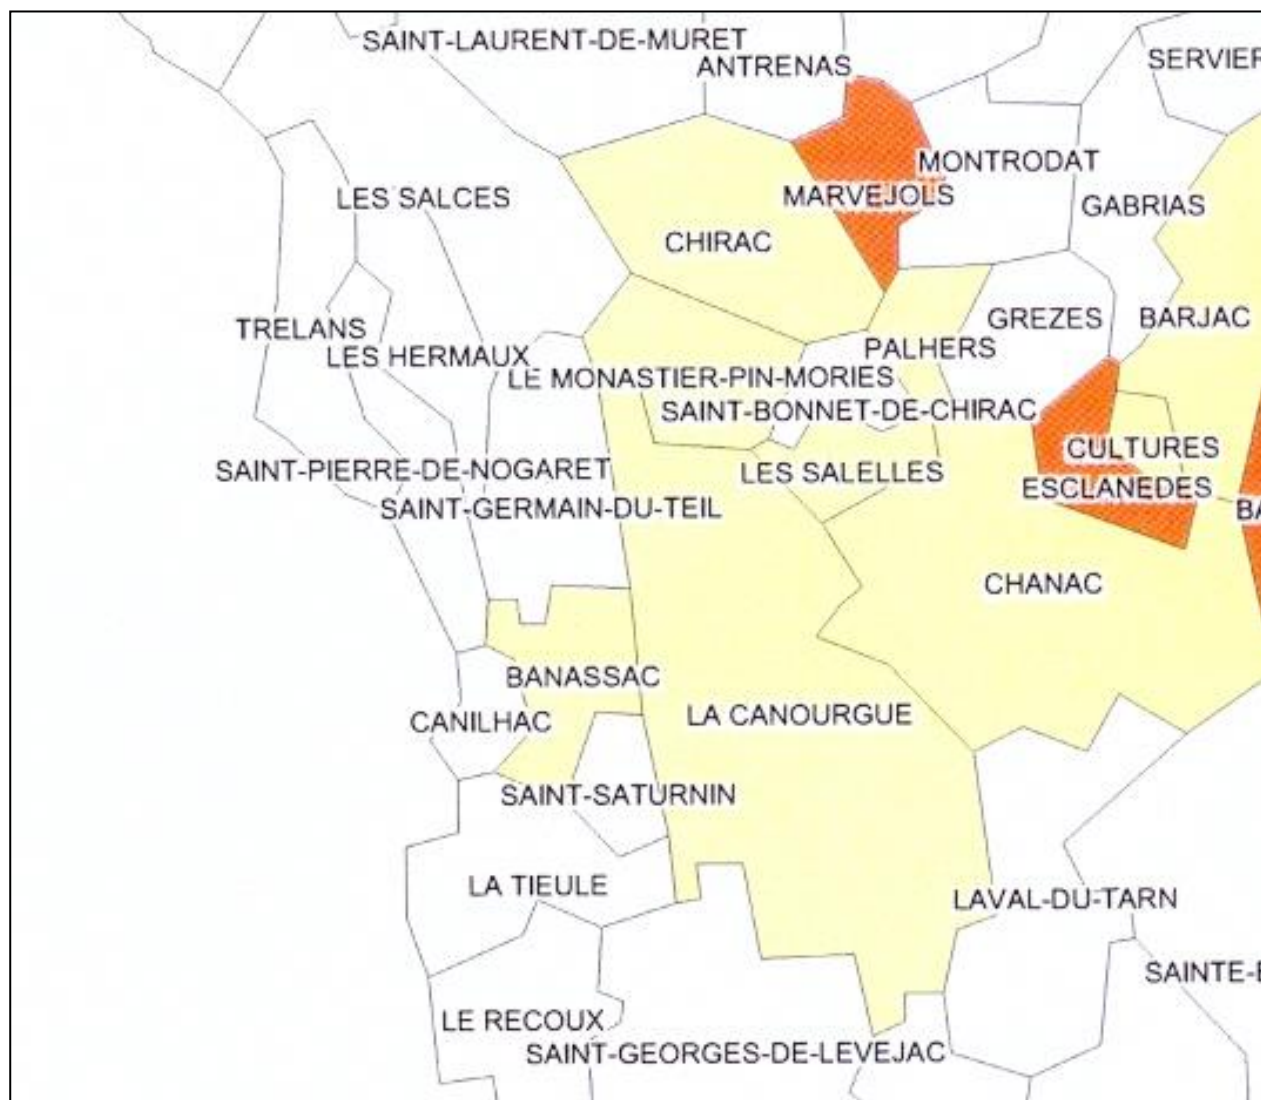 SAINT-LAURENT-DE-MURET
ANTRENAS
SERVIER
MONTRODAT
LES SALCES
MARVEJOLS
GABRIAS
CHIRAC
TRELANS
GREZES
BARJAC
LES HERMAUX
PALHERS
LE MONASTIER-PIN-MORIES
SAINT-BONNET-DE-CHIRAC
CULTURES
SAINT-PIERRE-DE-NOGARET
LES SALELLES
ESCLANEDES
SAINT-GERMAIN-DU-TEIL
BA
CHANAC
BANASSAC
CANILHAC
LA CANOURGUE
SAINT-SATURNIN
LA TIEULE
LAVAL-DU-TARN
SAINTE-E
LE RECOUX
SAINT-GEORGES-DE-LEVEJAC